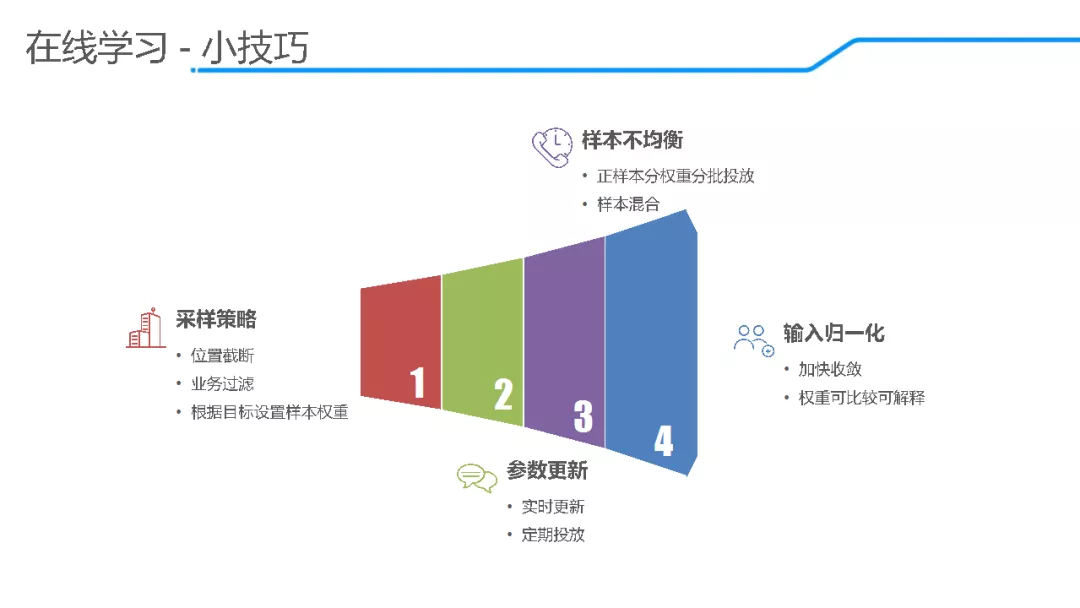 在线学习 - 小技巧
样本不均衡
• 正样本分权重分批投放
• 样本混合
采样策略
• 位置截断
• 业务过滤
• 根据目标设置样本权重
1
2
3
4
输入归一化
• 加快收敛
• 权重可比较可解释
参数更新
• 实时更新
• 定期投放